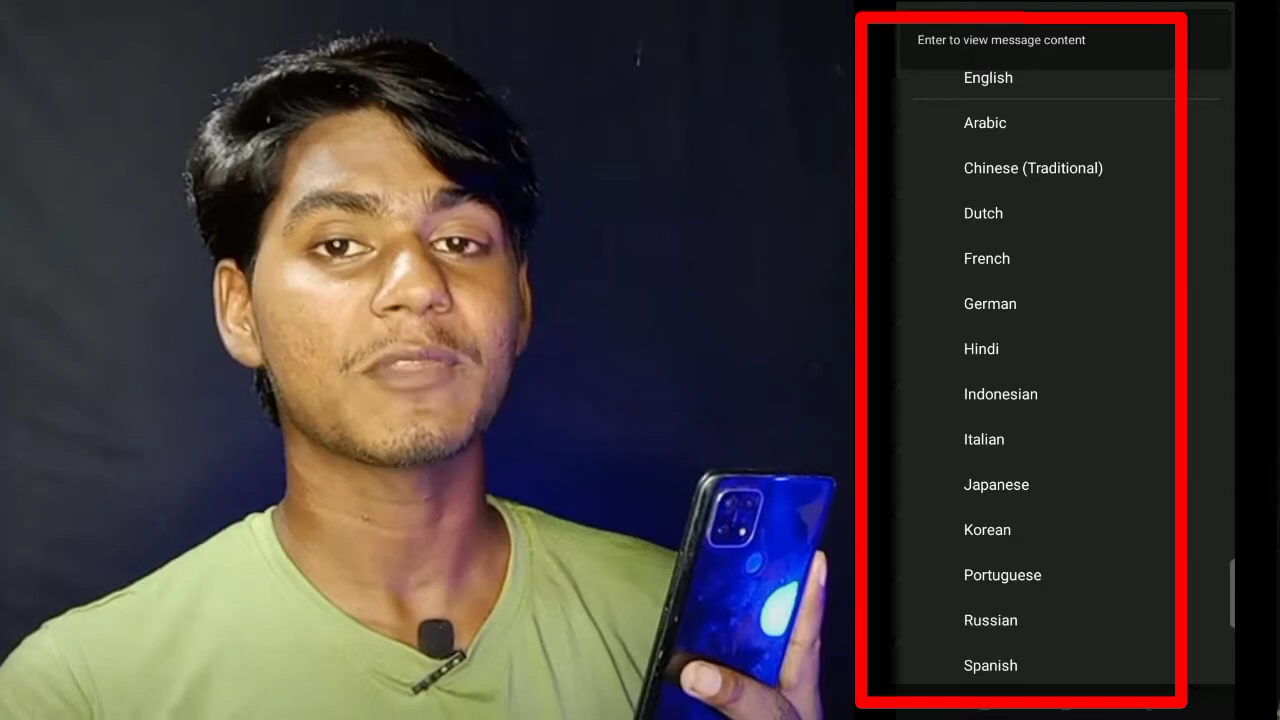 Enter to view message content
English
Arabic
Chinese (Traditional)
Dutch
French
German
Hindi
Indonesian
Italian
Japanese
Korean
Portuguese
Russian
Spanish